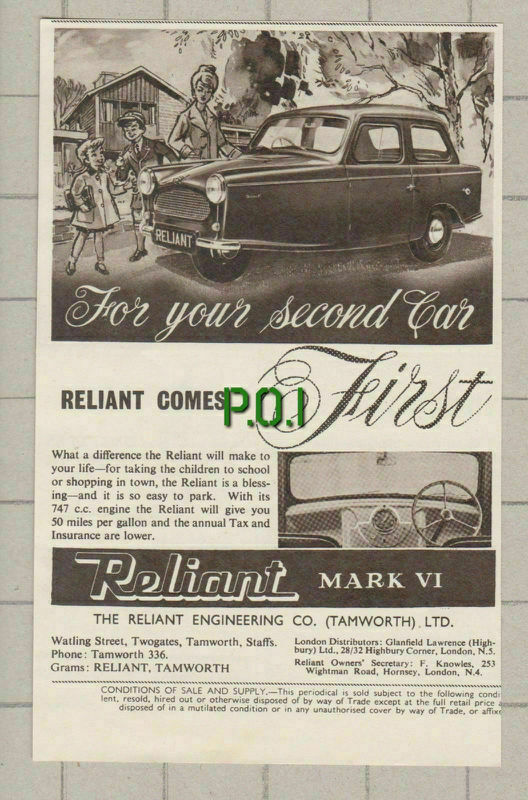 RELIANT
For your second Car
RELIANT COMES First
P.O.I
What a difference the Reliant will make to
your life—for taking the children to school
or shopping in town, the Reliant is a bless-
ing—and it is so easy to park. With its
747 c.c. engine the Reliant will give you
50 miles per gallon and the annual Tax and
Insurance are lower.
Reliant MARK VI
THE RELIANT ENGINEERING CO. (TAMWORTH) LTD.
Watling Street, Twogates, Tamworth, Staffs.
Phone: Tamworth 336.
Grams: RELIANT, TAMWORTH
London Distributors: Glanfield Lawrence (High-
bury) Ltd., 28/32 Highbury Corner, London, N.5.
Reliant Owners' Secretary: F. Knowles, 253
Wightman Road, Hornsey, London, N.4.
CONDITIONS OF SALE AND SUPPLY.—This periodical is sold subject to the following condi
lent, resold, hired out or otherwise disposed of by way of Trade except at the full retail price a
disposed of in a mutilated condition or in any unauthorised cover by way of Trade, or affixe